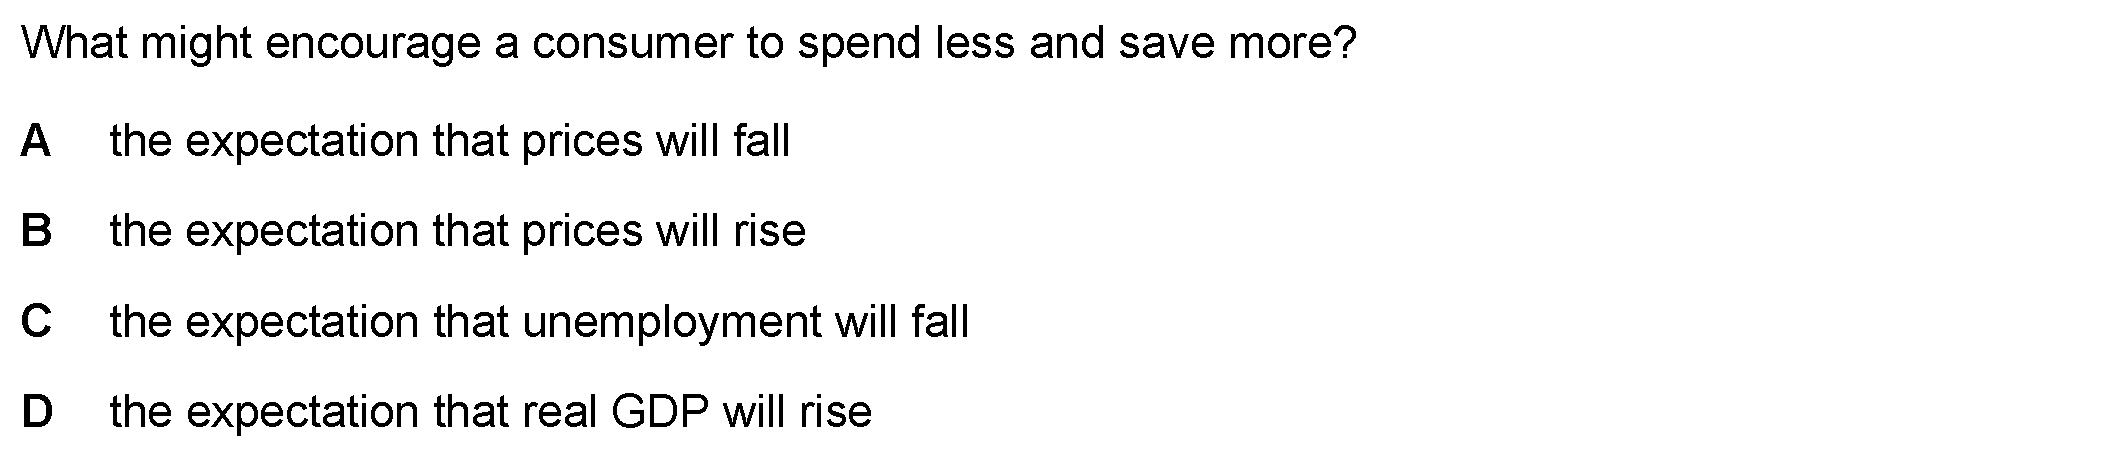 What might encourage a consumer to spend less and save more?
A the expectation that prices will fall
B the expectation that prices will rise
C the expectation that unemployment will fall
D the expectation that real GDP will rise